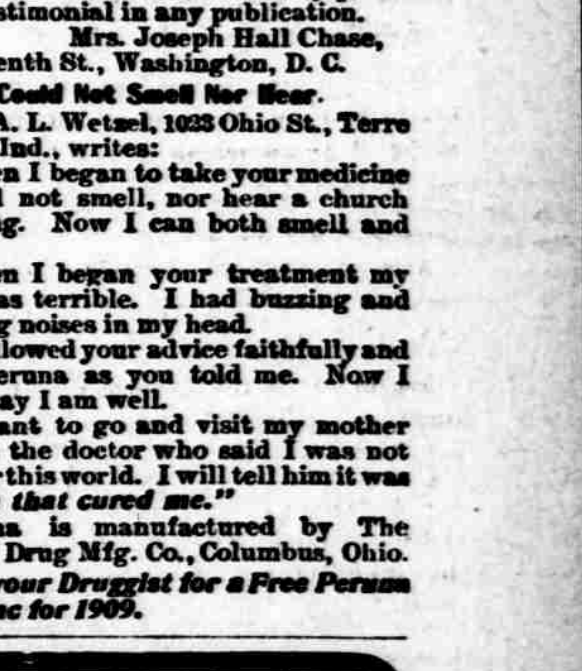 stimonial in any publication.
Mrs. Joseph Hall Chase,
enth St., Washington, D. C.
Could Not Smell Nor Hear.
A. L. Wetzel, 1023 Ohio St., Terre
Ind., writes:
en I began to take your medicine
l not smell, nor hear a church
g. Now I can both smell and
en I began your treatment my
as terrible. I had buzzing and
g noises in my head.
llowed your advice faithfully and
eruna as you told me. Now I
ay I am well.
ant to go and visit my mother
the doctor who said I was not
this world. I will tell him it was
that cured me."
na is manufactured by The
Drug Mfg. Co., Columbus, Ohio.
your Druggist for a Free Peruna
ac for 1909.